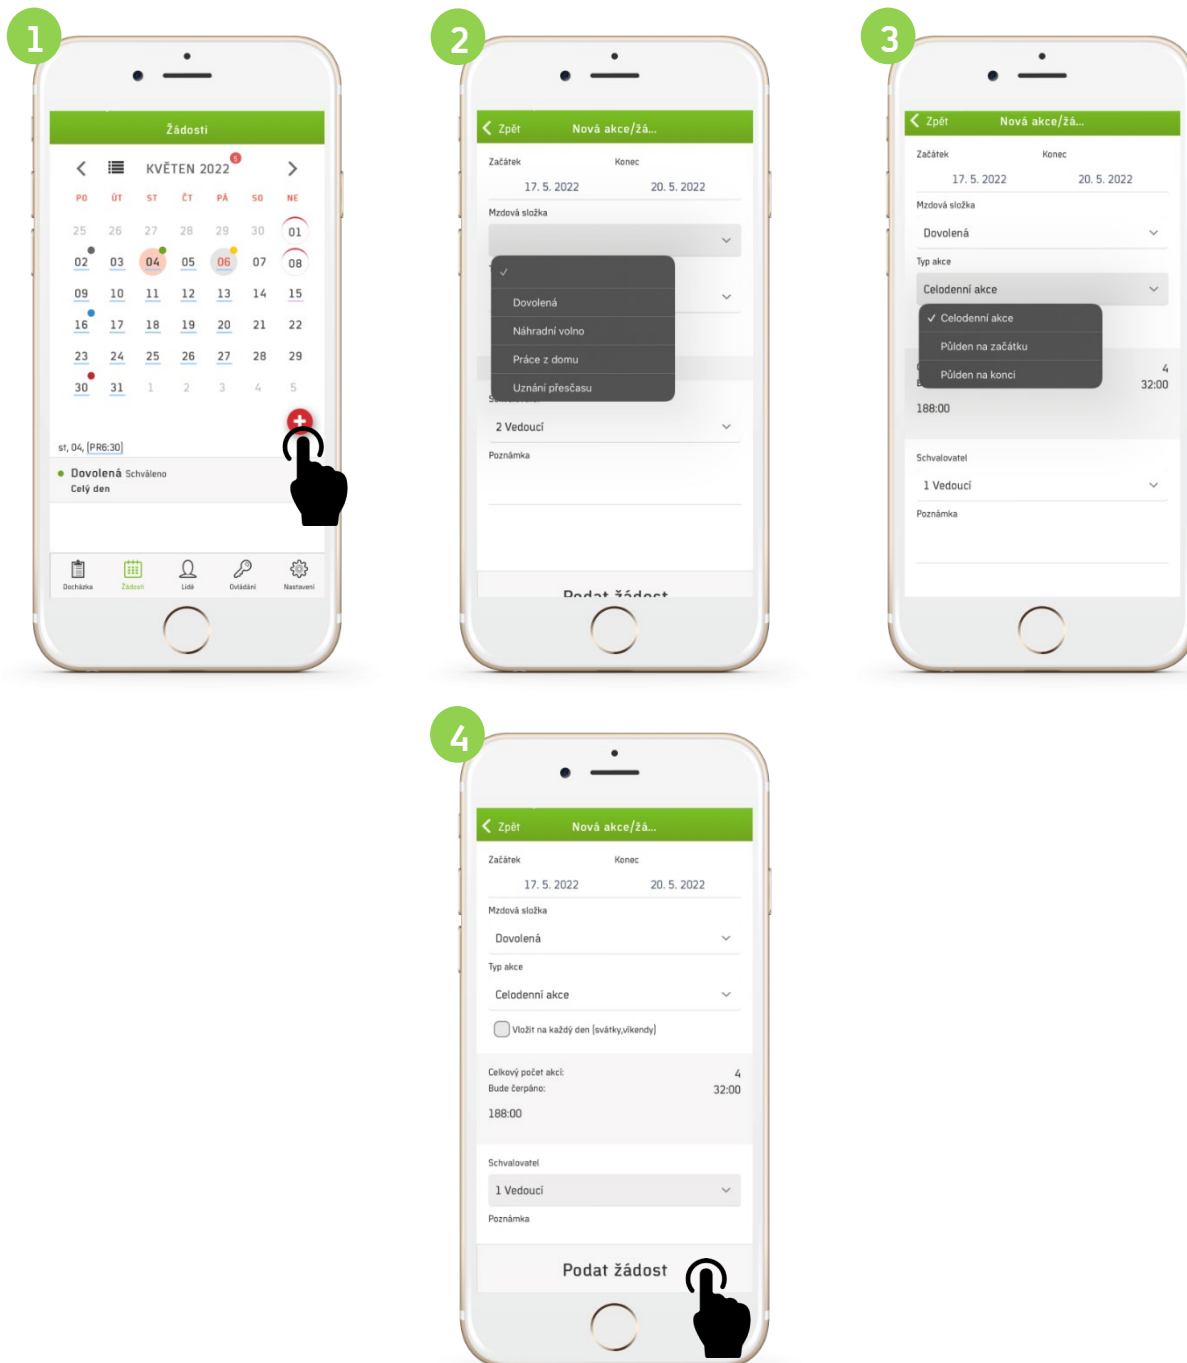 1
Žádosti
KVĚTEN 2022 5
PO ÚT ST ČT PÁ SO NE
25 26 27 28 29 30 01
02 03 04 05 06 07 08
09 10 11 12 13 14 15
16 17 18 19 20 21 22
23 24 25 26 27 28 29
30 31 1 2 3 4 5
+
st, 04, [PR6:30]
Dovolená Schváleno
Celý den
Docházka Žádosti Lidé Ovládání Nastavení
2
Zpět Nová akce/žá...
Začátek Konec
17. 5. 2022 20. 5. 2022
Mzdová složka
Dovolená
Náhradní volno
Práce z domu
Uznání přesčasu
2 Vedoucí
Poznámka
Podat žádost
3
Zpět Nová akce/žá...
Začátek Konec
17. 5. 2022 20. 5. 2022
Mzdová složka
Dovolená
Typ akce
Celodenní akce
Celodenní akce
Půlden na začátku
Půlden na konci
4
32:00
188:00
Schvalovatel
1 Vedoucí
Poznámka
4
Zpět Nová akce/žá...
Začátek Konec
17. 5. 2022 20. 5. 2022
Mzdová složka
Dovolená
Typ akce
Celodenní akce
Vložit na každý den [svátky,víkendy]
Celkový počet akcí: 4
Bude čerpáno: 32:00
188:00
Schvalovatel
1 Vedoucí
Poznámka
Podat žádost